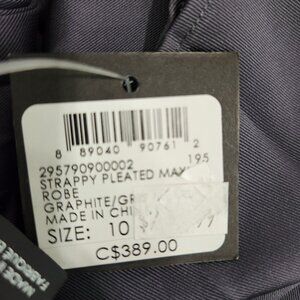 8 89040 90761 2
295790900002 195
STRAPPY PLEATED MAX
ROBE
GRAPHITE/GR
MADE IN CHI
SIZE: 10
C$389.00